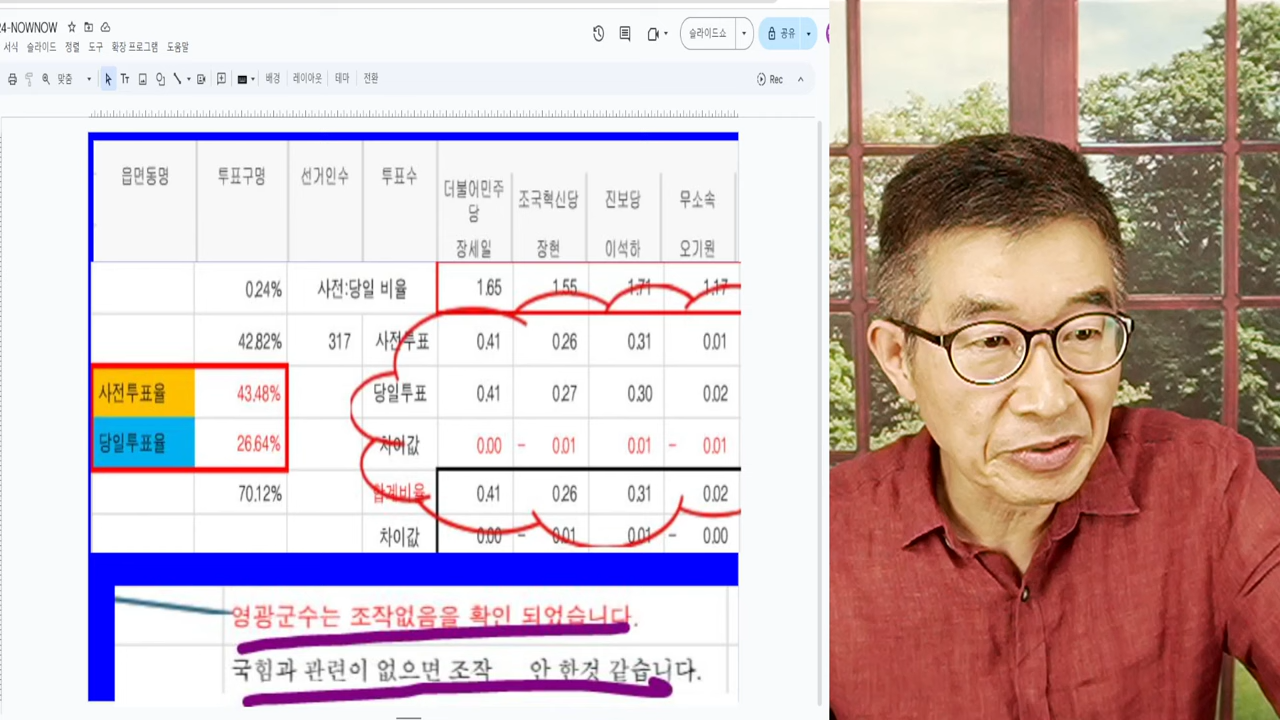 24-NOWNOW
서식 슬라이드 정렬 도구 확장 프로그램 도움말
슬라이드쇼 공유
맞춤 배경 레이아웃 테마 전환 Rec
읍면동명 투표구명 선거인수 투표수 더불어민주당 장세일 조국혁신당 장현 진보당 이석하 무소속 오기원
0.24% 사전:당일 비율 1.65 1.55 1.71 1.17
42.82% 317 사전투표 0.41 0.26 0.31 0.01
사전투표율 43.48% 당일투표 0.41 0.27 0.30 0.02
당일투표율 26.64% 차이값 0.00 - 0.01 0.01 - 0.01
70.12% 합계비율 0.41 0.26 0.31 0.02
차이값 0.00 - 0.01 0.01 - 0.00
영광군수는 조작없음을 확인 되었습니다.
국힘과 관련이 없으면 조작 안 한것 같습니다.